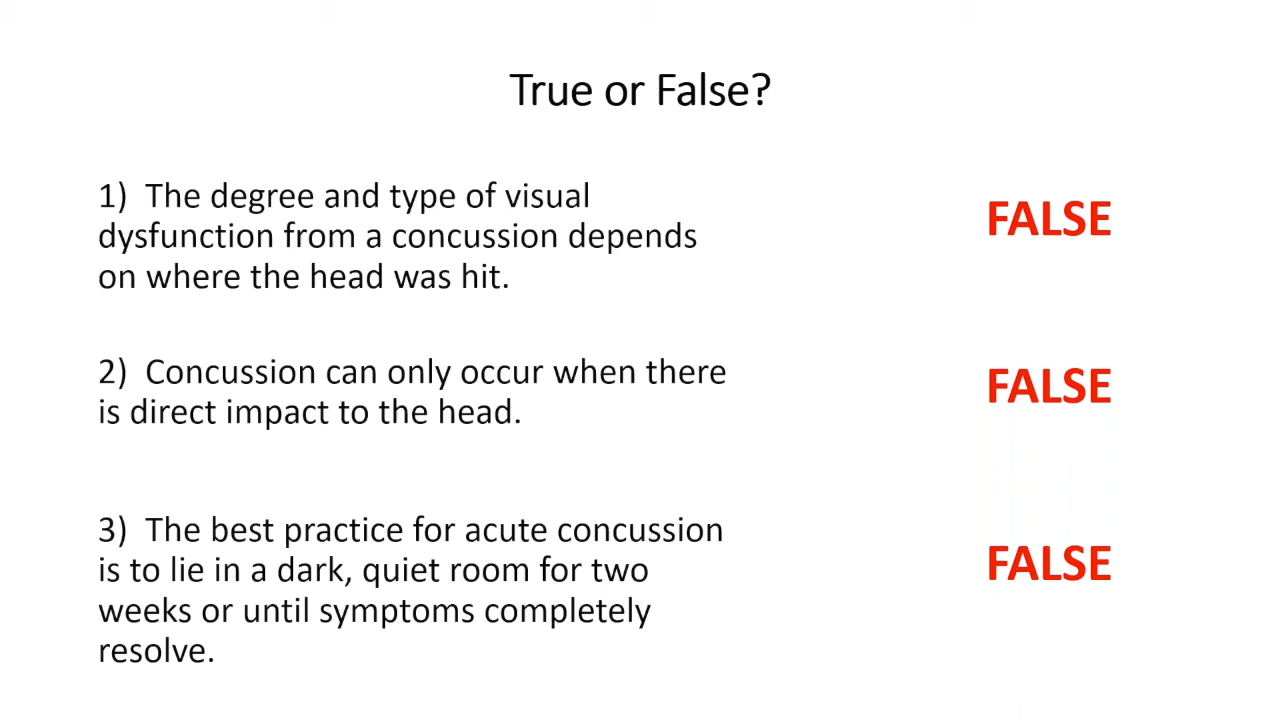 True or False?
1) The degree and type of visual
dysfunction from a concussion depends
on where the head was hit.
FALSE
2) Concussion can only occur when there
is direct impact to the head.
FALSE
3) The best practice for acute concussion
is to lie in a dark, quiet room for two
weeks or until symptoms completely
resolve.
FALSE